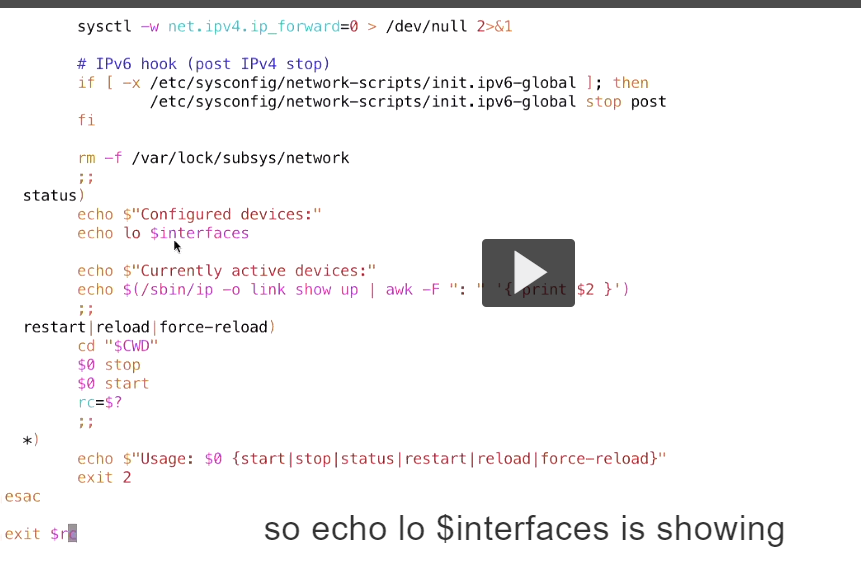 sysctl -w net.ipv4.ip_forward=0 > /dev/null 2>&1
# IPv6 hook (post IPv4 stop)
if [ -x /etc/sysconfig/network-scripts/init.ipv6-global ]; then
/etc/sysconfig/network-scripts/init.ipv6-global stop post
fi
rm -f /var/lock/subsys/network
;;
status)
echo $"Configured devices:"
echo lo $interfaces
echo $"Currently active devices:"
echo $(/sbin/ip -o link show up | awk -F ": " '{ print $2 }')
;;
restart|reload|force-reload)
cd "$CWD"
$0 stop
$0 start
rc=$?
;;
*)
echo $"Usage: $0 {start|stop|status|restart|reload|force-reload}"
exit 2
esac
exit $rc
so echo lo $interfaces is showing